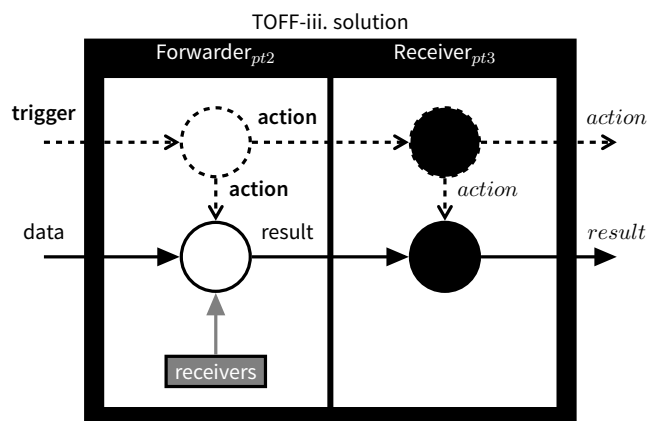 TOFF-iii. solution
Forwarder_pt2 Receiver_pt3
trigger action action
action action
data result result
receivers